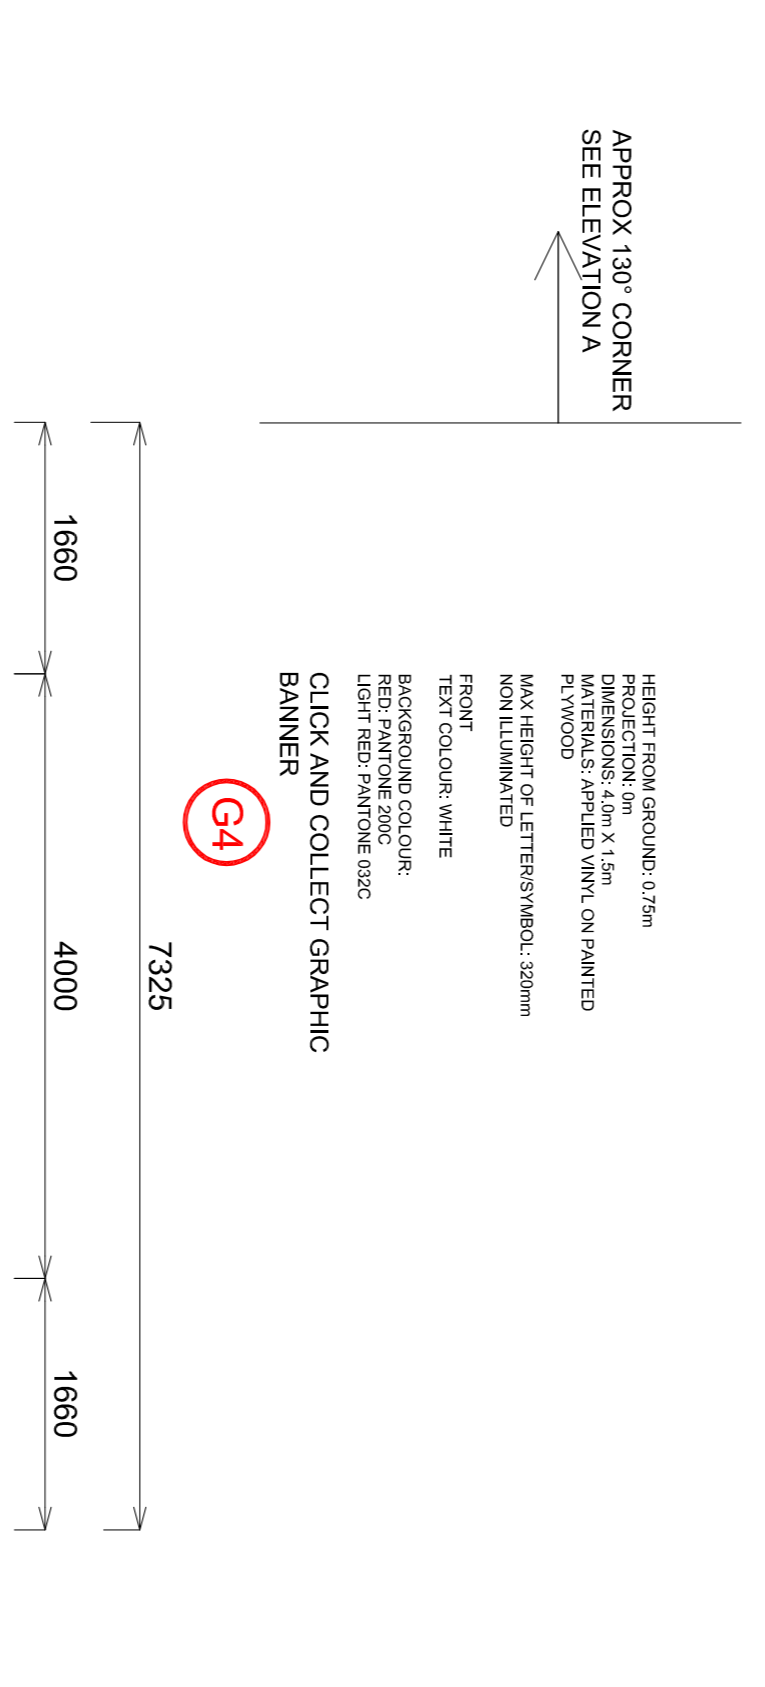 APPROX 130° CORNER
SEE ELEVATION A
HEIGHT FROM GROUND: 0.75m
PROJECTION: 0m
DIMENSIONS: 4.0m X 1.5m
MATERIALS: APPLIED VINYL ON PAINTED
PLYWOOD
MAX HEIGHT OF LETTER/SYMBOL: 320mm
NON ILLUMINATED
FRONT
TEXT COLOUR: WHITE
BACKGROUND COLOUR:
RED: PANTONE 200C
LIGHT RED: PANTONE 032C
CLICK AND COLLECT GRAPHIC
BANNER
G4
7325
1660
4000
1660